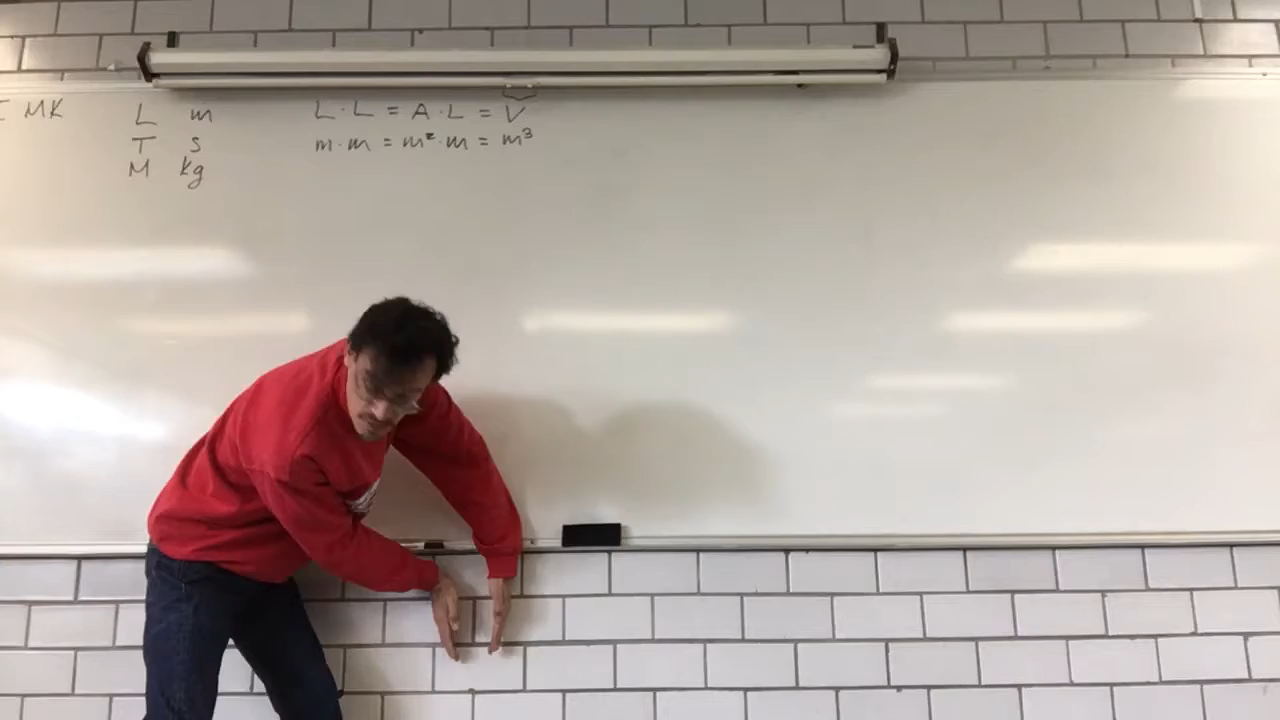 MK L m L · L = A · L = V
T s m · m = m² · m = m³
M kg